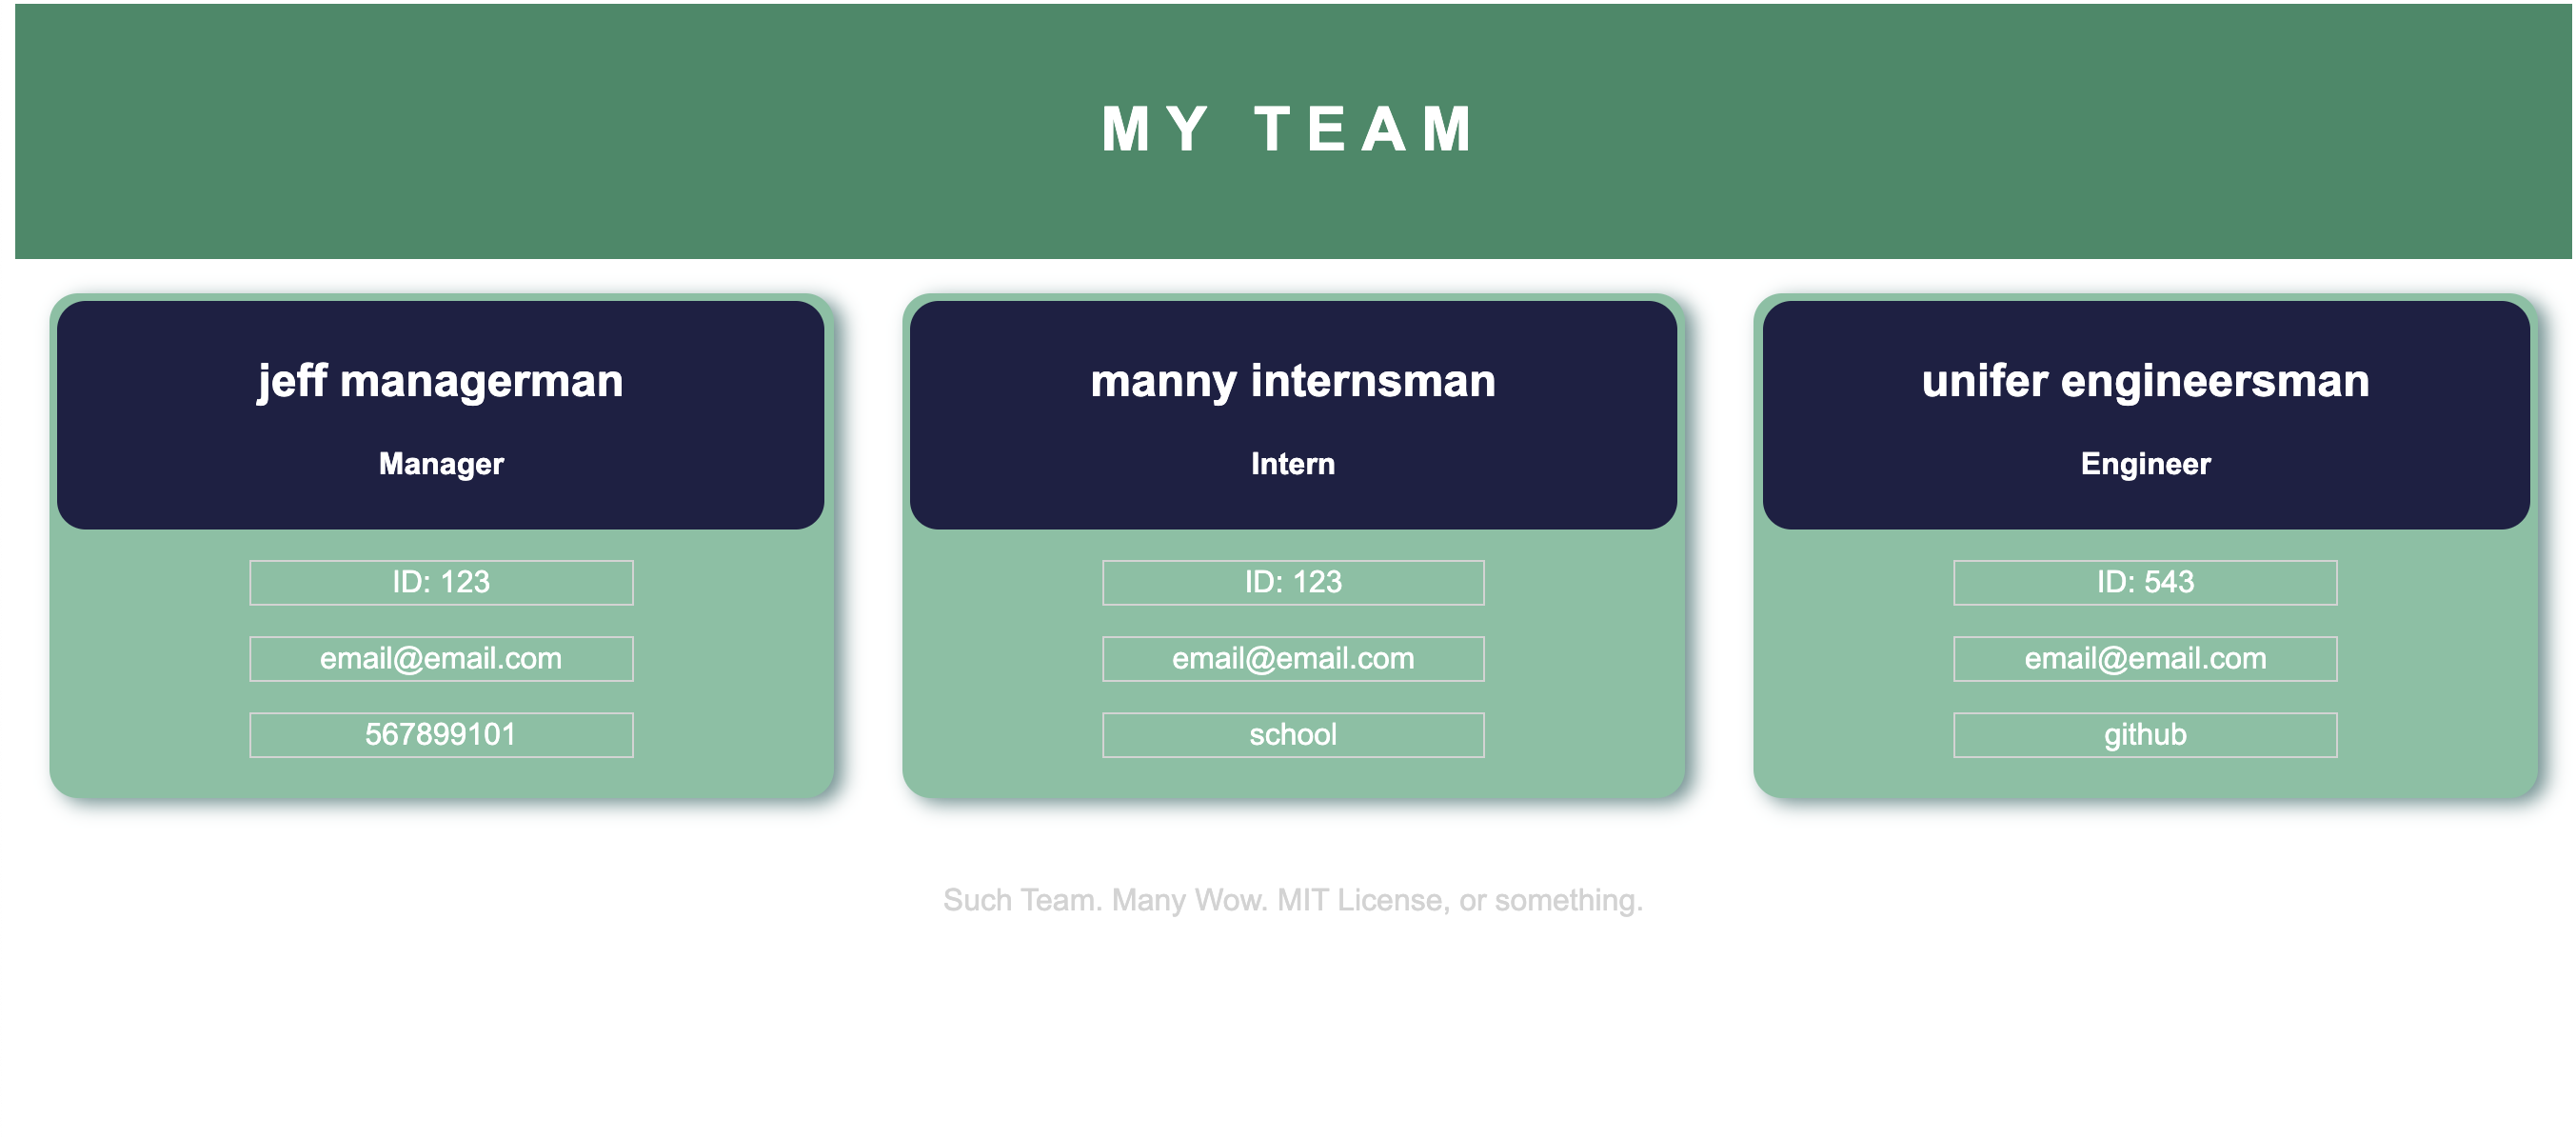 MY TEAM
jeff managerman
Manager
ID: 123
email@email.com
567899101
manny internsman
Intern
ID: 123
email@email.com
school
unifer engineersman
Engineer
ID: 543
email@email.com
github
Such Team. Many Wow. MIT License, or something.